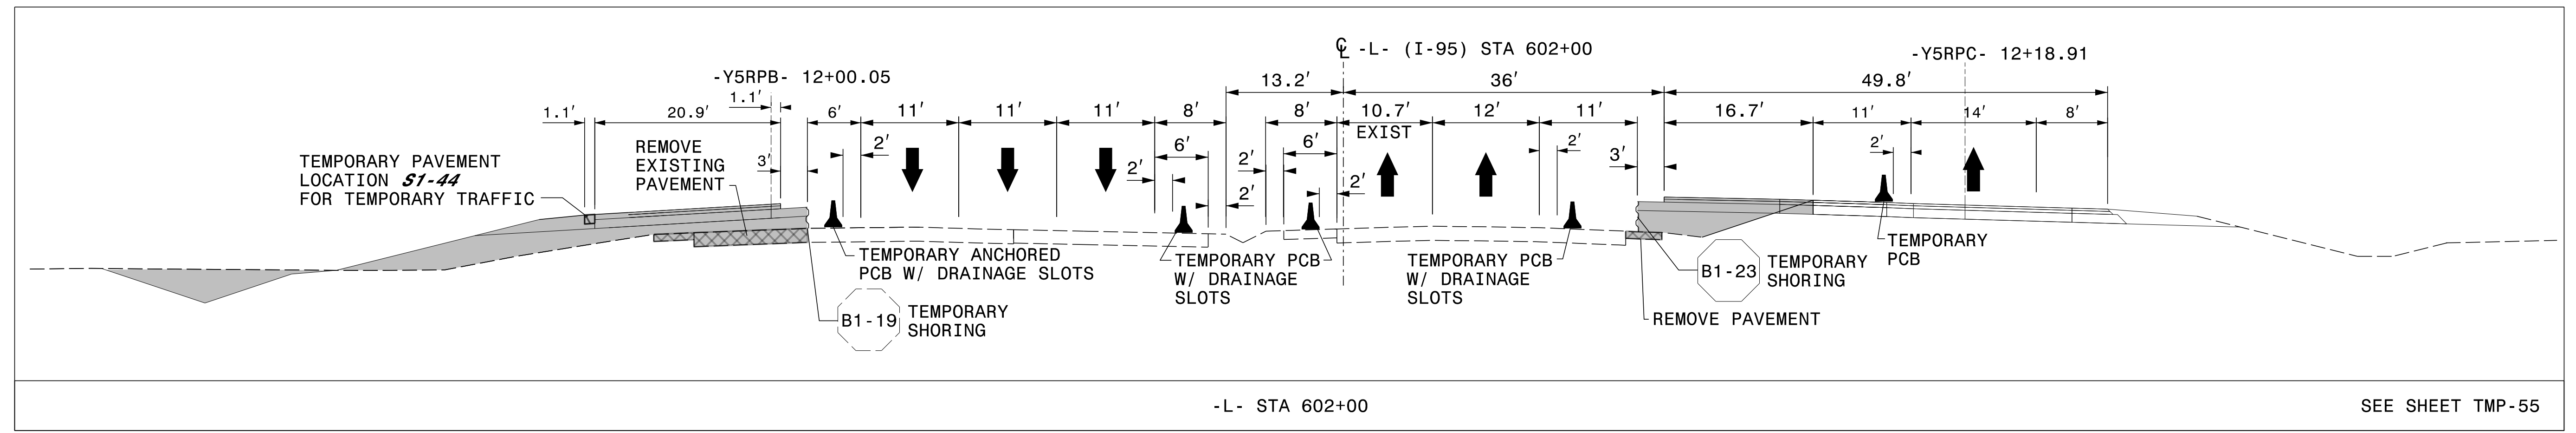 ℄ -L- (I-95) STA 602+00
-Y5RPC- 12+18.91
-Y5RPB- 12+00.05
13.2'
36'
49.8'
1.1'
1.1'
20.9'
6'
11'
11'
11'
8'
8'
10.7'
EXIST
12'
11'
16.7'
11'
14'
8'
TEMPORARY PAVEMENT
LOCATION S1-44
FOR TEMPORARY TRAFFIC
REMOVE
EXISTING
PAVEMENT
3'
2'
6'
2'
2'
2'
6'
2'
2'
3'
2'
TEMPORARY ANCHORED
PCB W/ DRAINAGE SLOTS
TEMPORARY PCB
W/ DRAINAGE
SLOTS
TEMPORARY PCB
W/ DRAINAGE
SLOTS
B1-23
TEMPORARY
SHORING
TEMPORARY
PCB
B1-19
TEMPORARY
SHORING
REMOVE PAVEMENT
-L- STA 602+00
SEE SHEET TMP-55